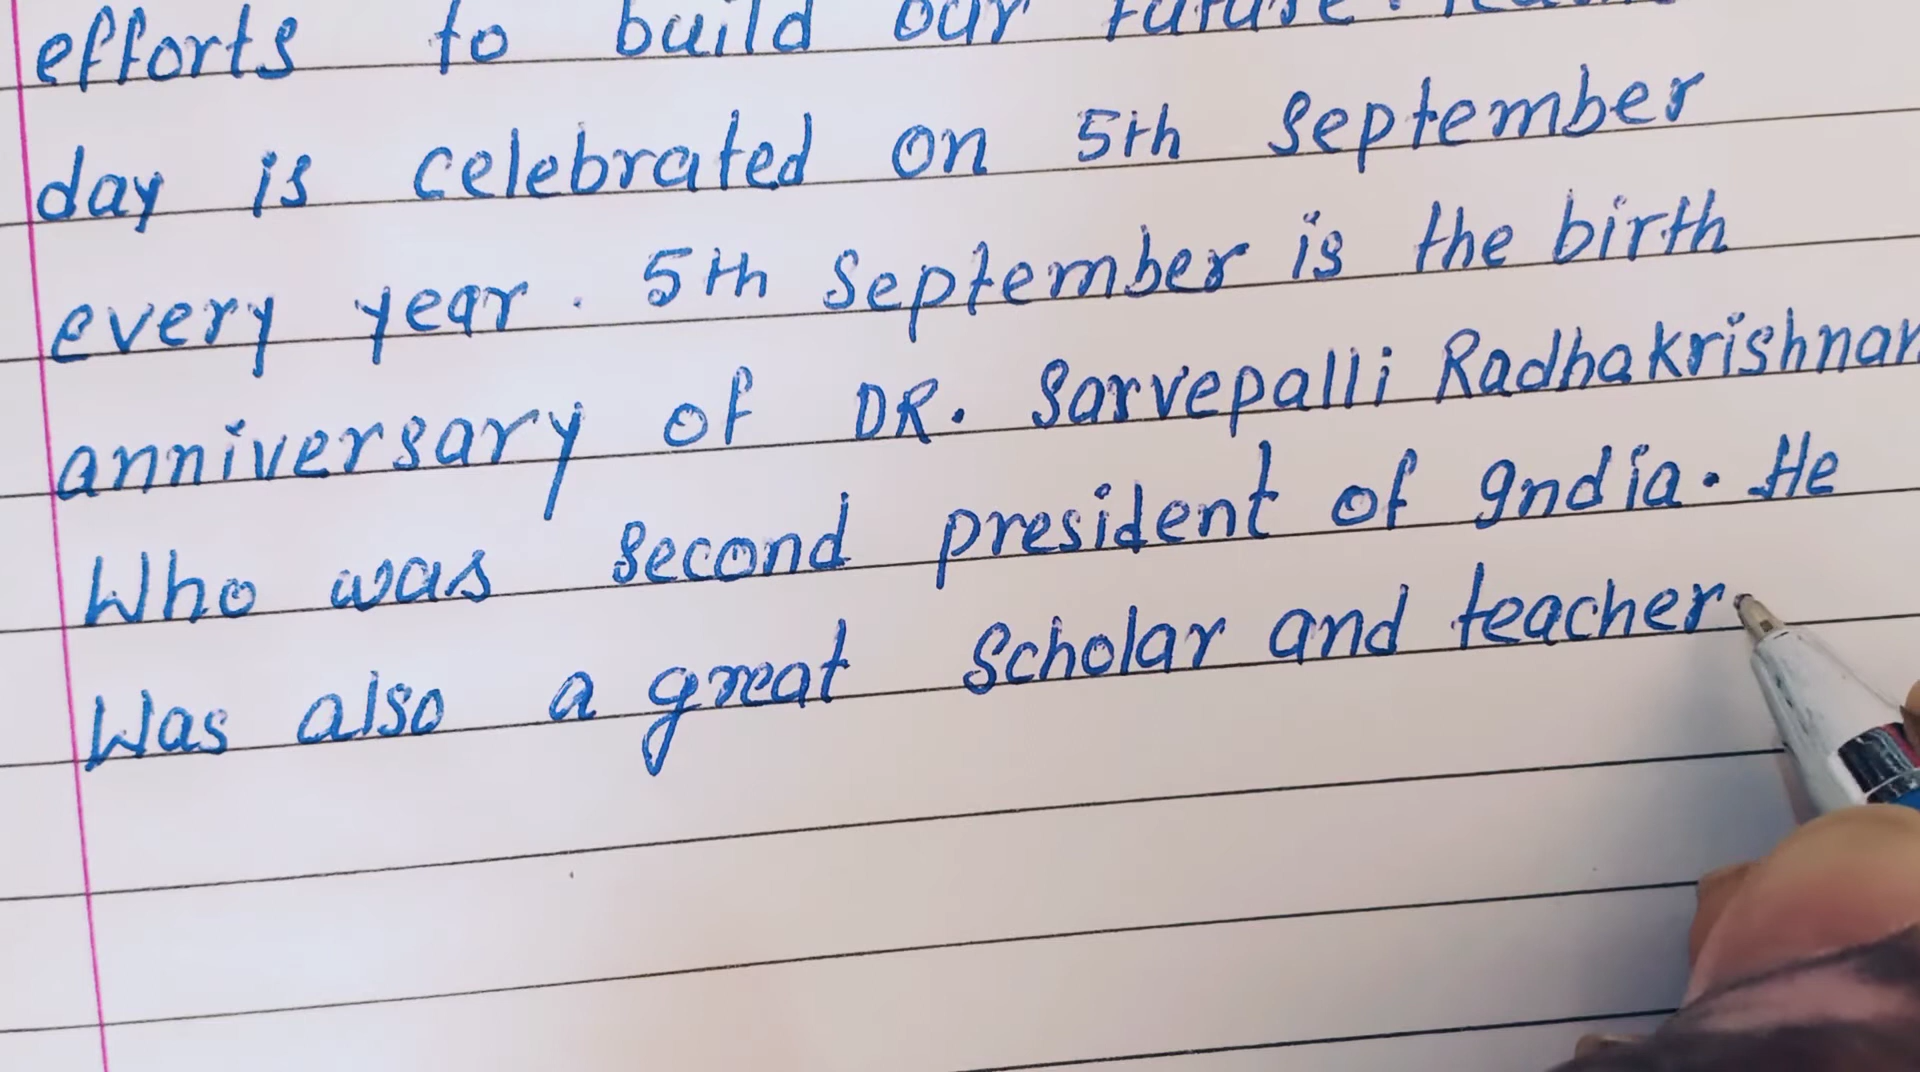 efforts to build our future.
day is celebrated on 5th September
every year. 5th September is the birth
anniversary of DR. Sarvepalli Radhakrishnan
Who was second president of India. He
Was also a great Scholar and teacher.